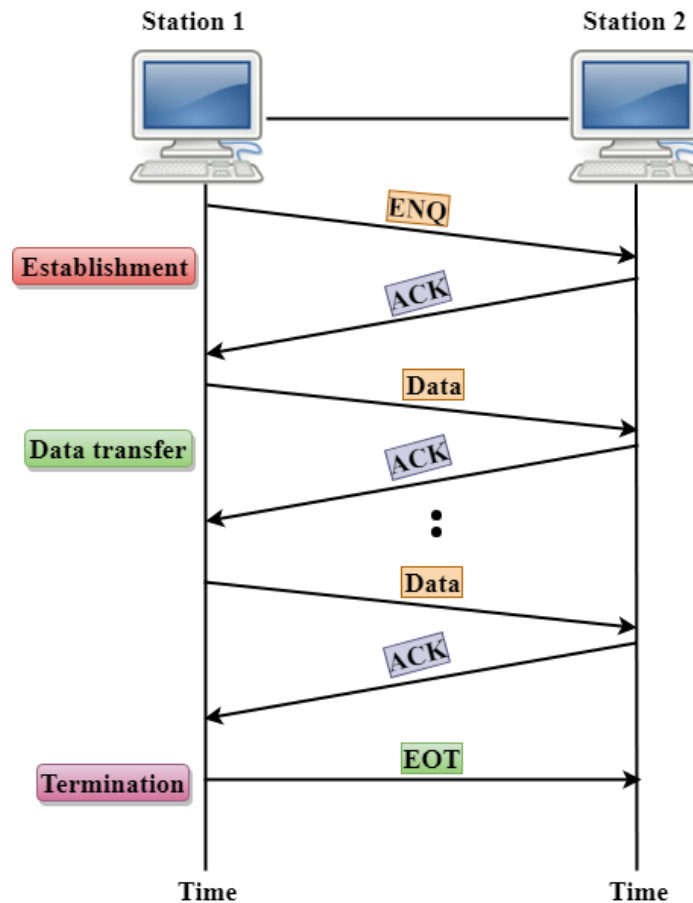 Station 1
Station 2
ENQ
Establishment
ACK
Data
Data transfer
ACK
Data
ACK
Termination
EOT
Time
Time